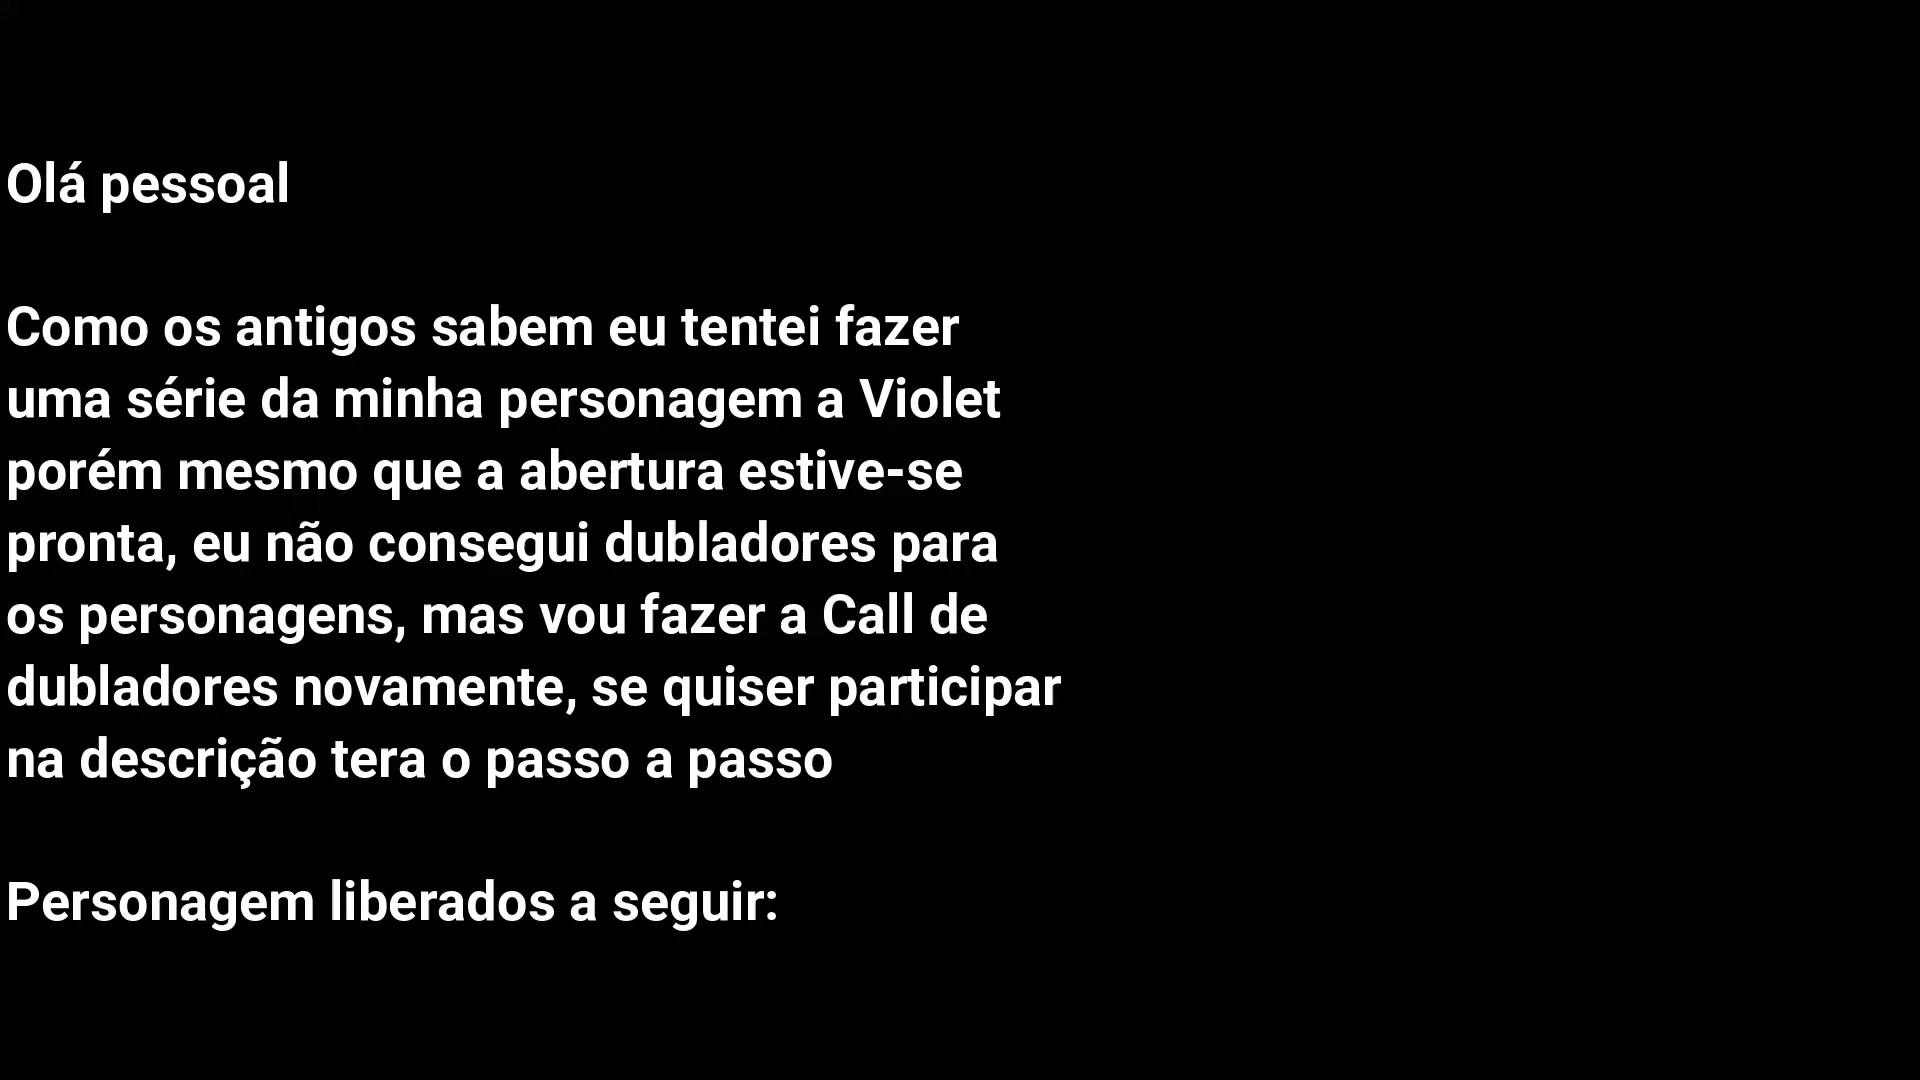 Olá pessoal
Como os antigos sabem eu tentei fazer
uma série da minha personagem a Violet
porém mesmo que a abertura estive-se
pronta, eu não consegui dubladores para
os personagens, mas vou fazer a Call de
dubladores novamente, se quiser participar
na descrição tera o passo a passo
Personagem liberados a seguir: